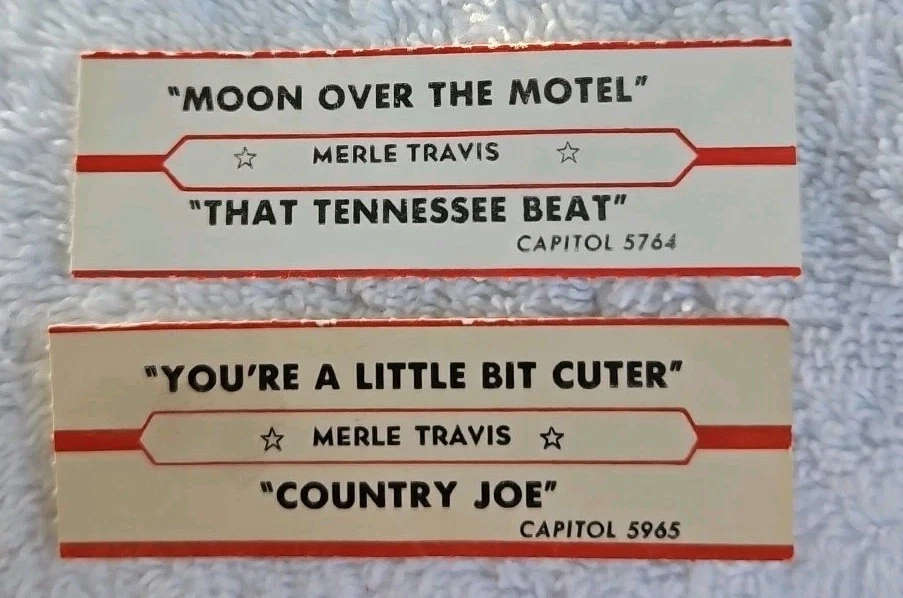 "MOON OVER THE MOTEL"
☆ MERLE TRAVIS ☆
"THAT TENNESSEE BEAT"
CAPITOL 5764
"YOU'RE A LITTLE BIT CUTER"
☆ MERLE TRAVIS ☆
"COUNTRY JOE"
CAPITOL 5965